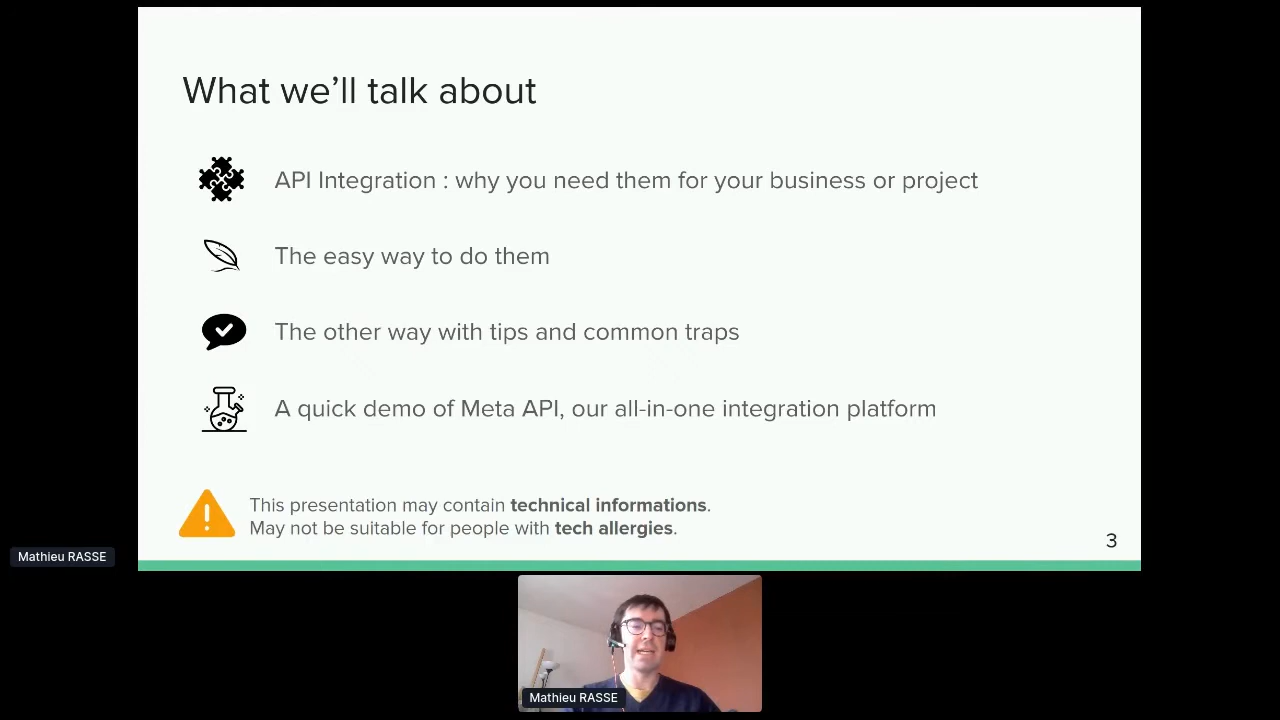 What we’ll talk about
API Integration : why you need them for your business or project
The easy way to do them
The other way with tips and common traps
A quick demo of Meta API, our all-in-one integration platform
This presentation may contain technical informations.
May not be suitable for people with tech allergies.
3
Mathieu RASSE
Mathieu RASSE